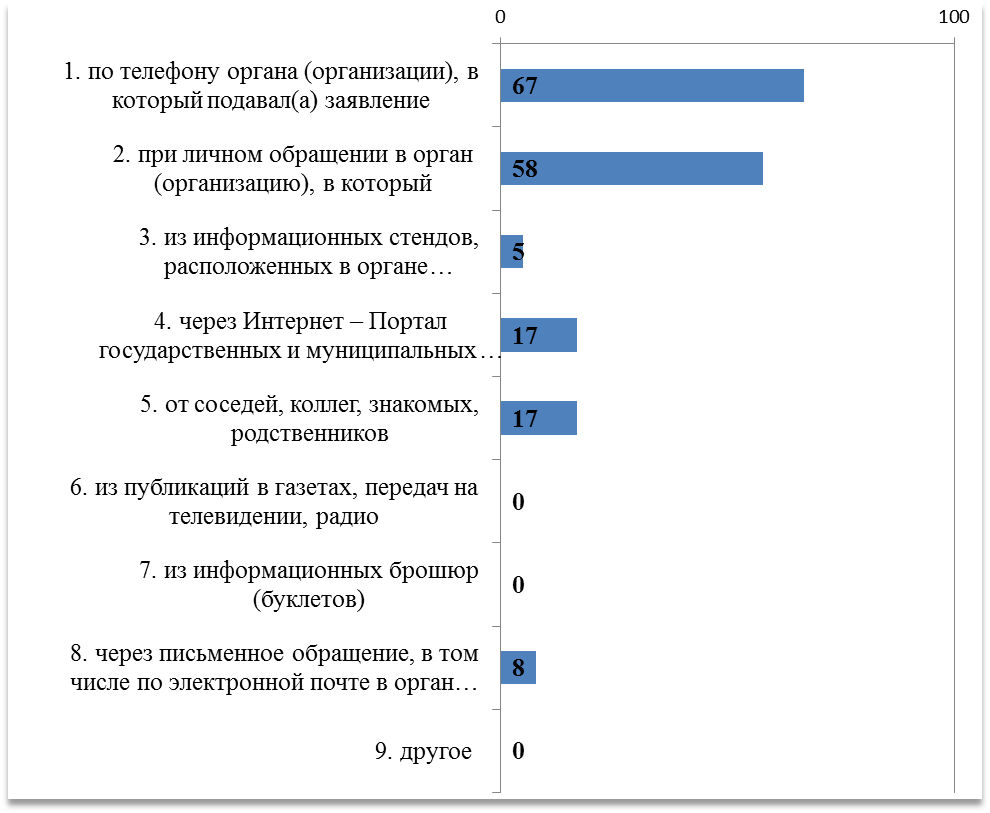 0
100
1. по телефону органа (организации), в
который подавал(а) заявление
67
2. при личном обращении в орган
(организацию), в который
58
3. из информационных стендов,
расположенных в органе…
5
4. через Интернет – Портал
государственных и муниципальных…
17
5. от соседей, коллег, знакомых,
родственников
17
6. из публикаций в газетах, передач на
телевидении, радио
0
7. из информационных брошюр
(буклетов)
0
8. через письменное обращение, в том
числе по электронной почте в орган…
8
9. другое
0